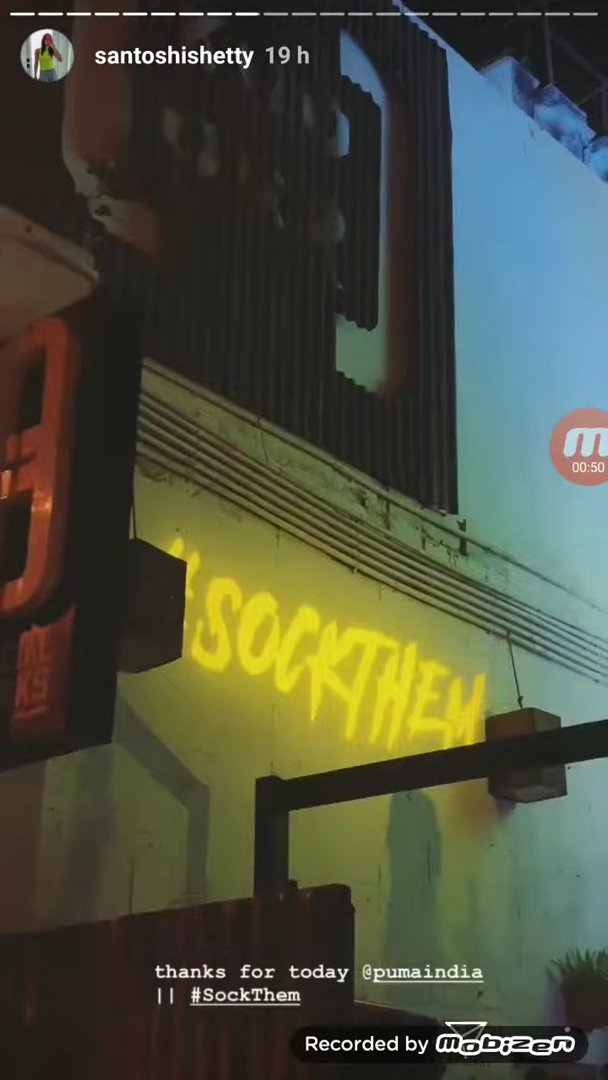 santoshishetty 19 h
00:50
#SOCKTHEM
thanks for today @pumaindia
|| #SockThem
Recorded by mobizen